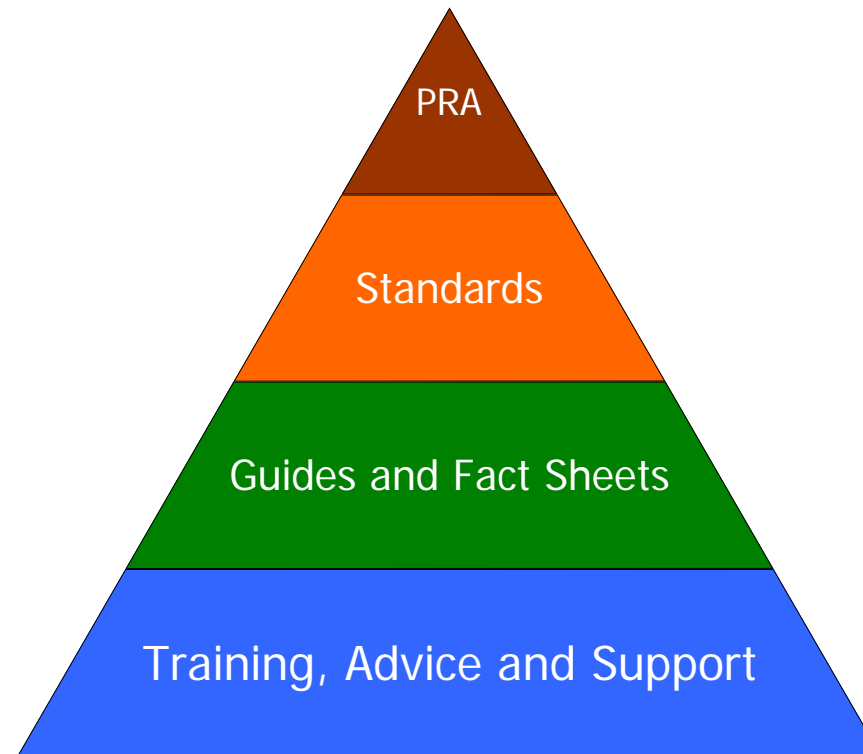 PRA
Standards
Guides and Fact Sheets
Training, Advice and Support